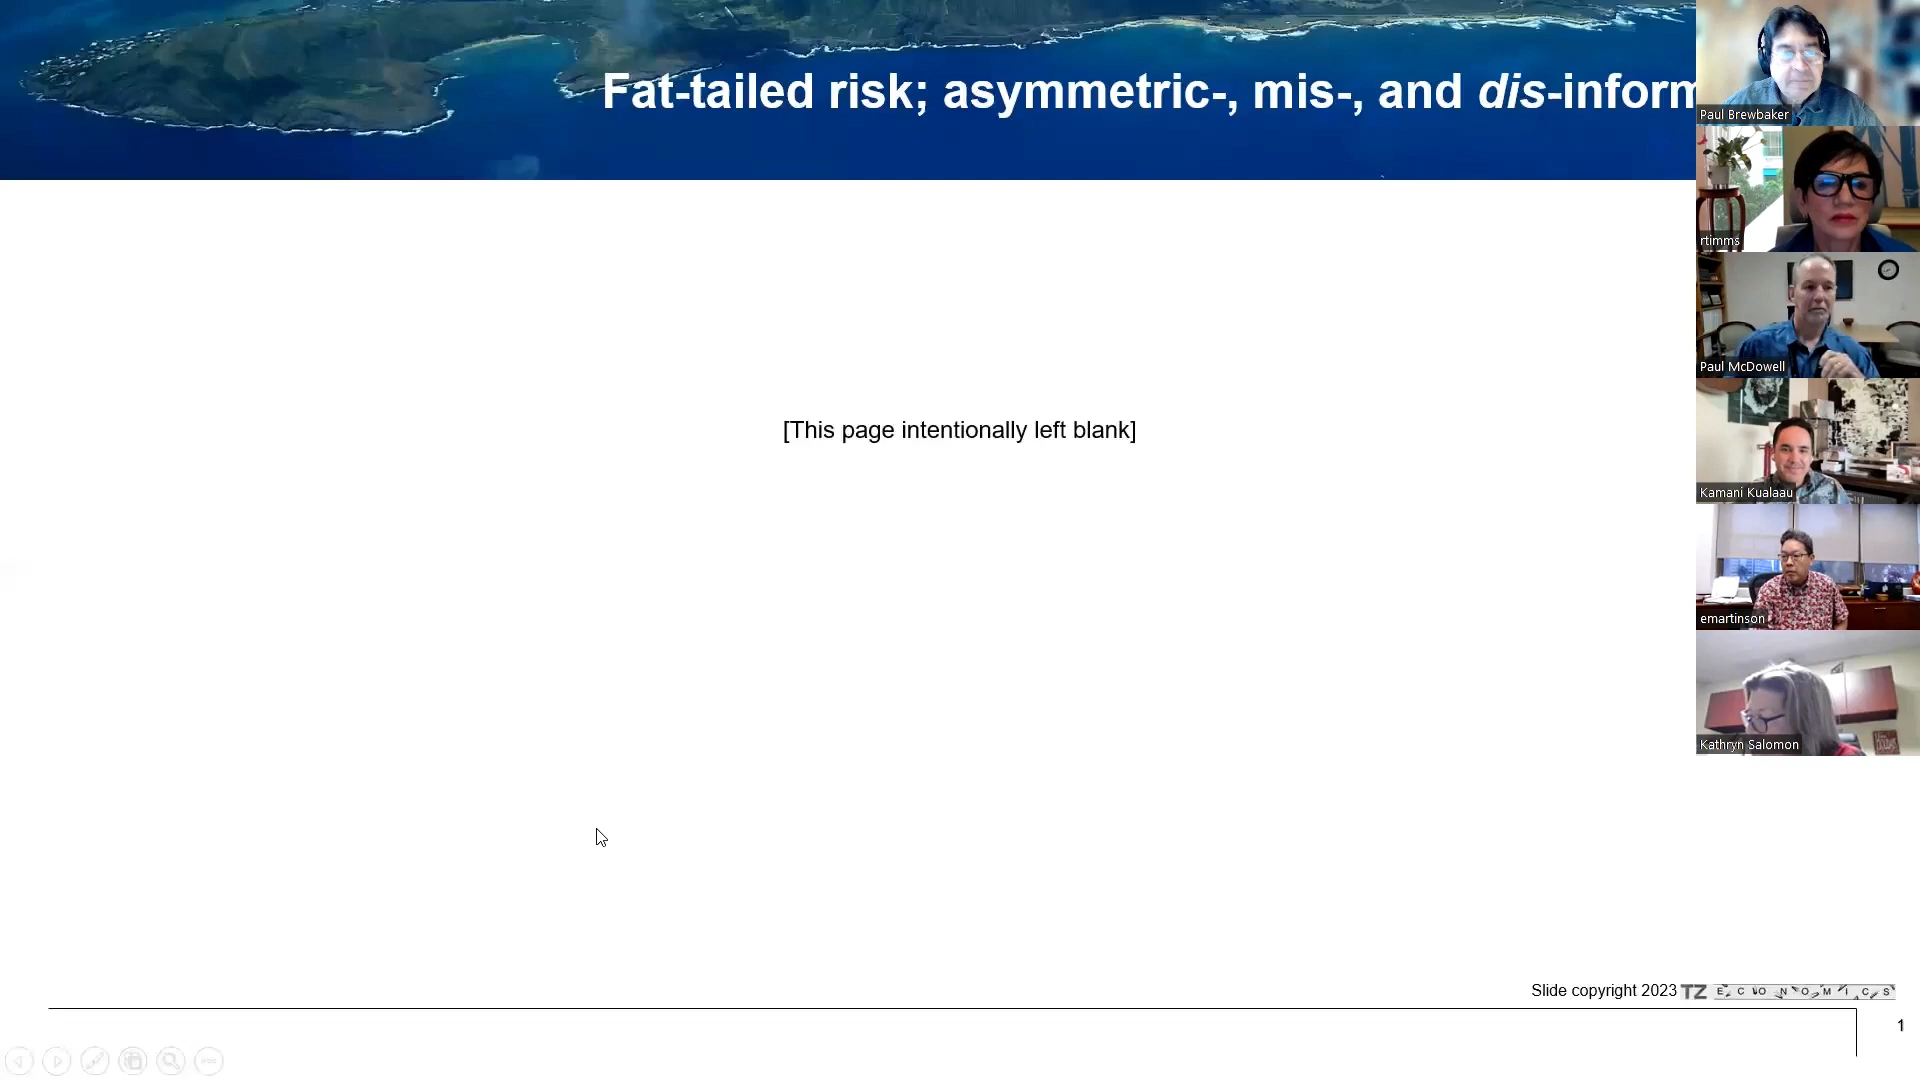 Fat-tailed risk; asymmetric-, mis-, and dis-inform
Paul Brewbaker
rtimms
Paul McDowell
[This page intentionally left blank]
Kamani Kualaau
emartinson
Kathryn Salomon
Slide copyright 2023 TZ ECONOMICS
1